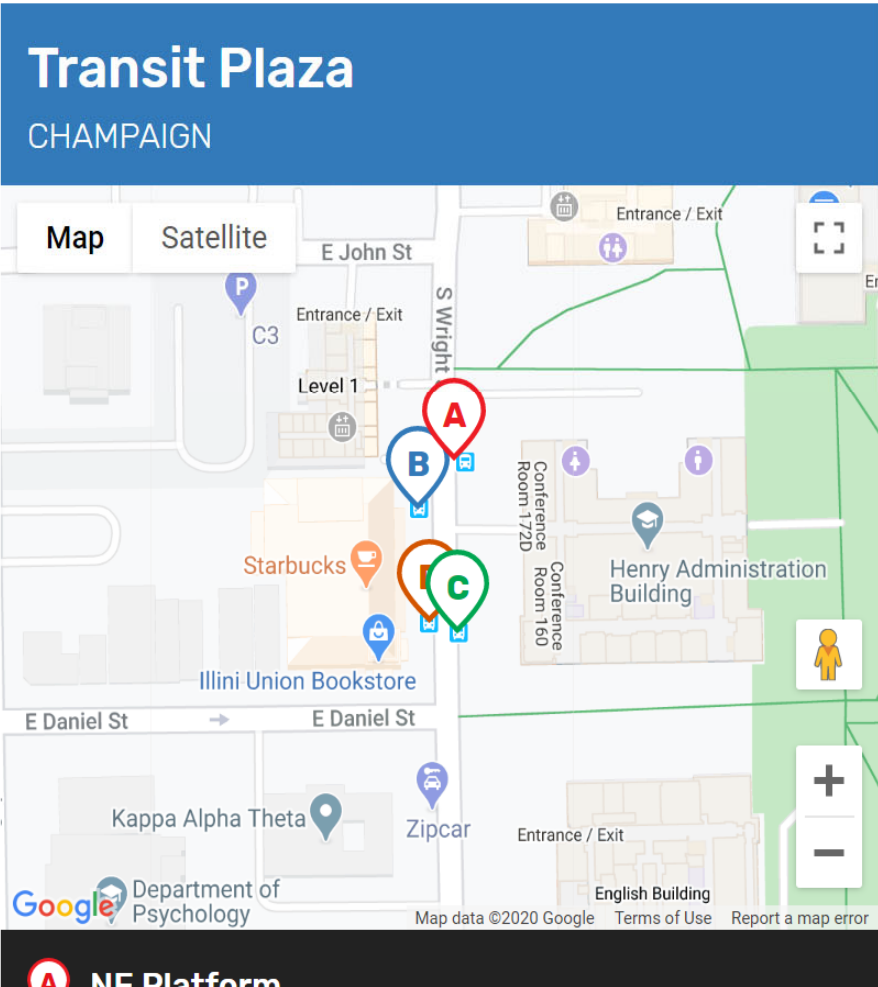 Transit Plaza
CHAMPAIGN
Map
Satellite
Entrance / Exit
E John St
C3
P
Entrance / Exit
S Wright
Level 1
A
B
Conference
Room 172D
Starbucks
Conference
Room 160
Henry Administration
Building
C
Illini Union Bookstore
E Daniel St
E Daniel St
Kappa Alpha Theta
Zipcar
Entrance / Exit
Department of
Psychology
English Building
Google
Map data ©2020 Google
Terms of Use
Report a map error
A
NE Platform